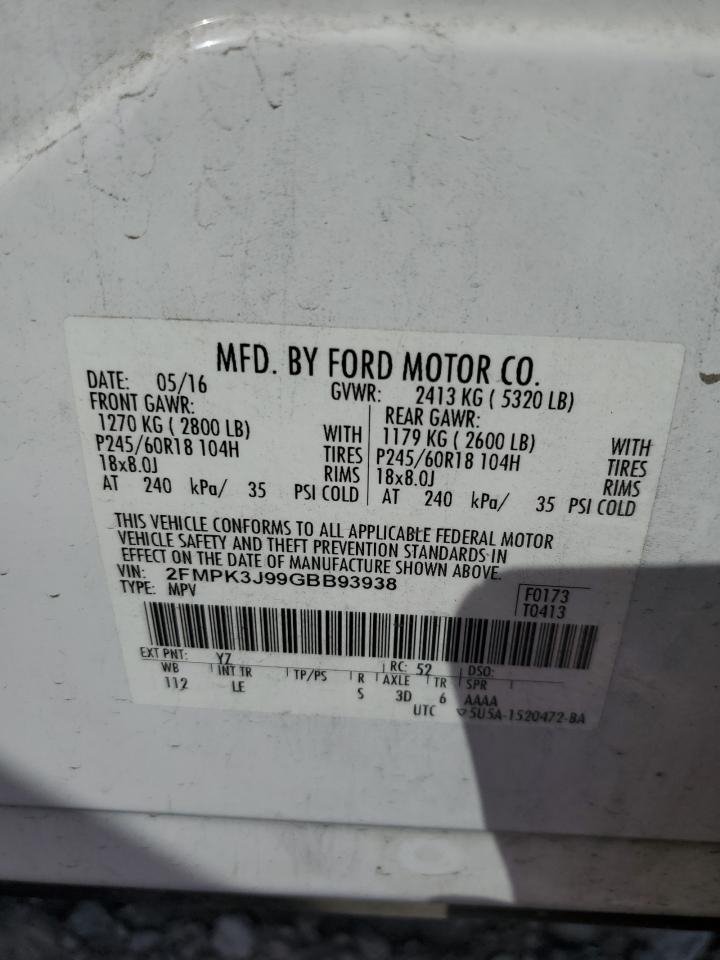 MFD. BY FORD MOTOR CO.
DATE: 05/16 GVWR: 2413 KG ( 5320 LB)
FRONT GAWR: REAR GAWR:
1270 KG ( 2800 LB) WITH 1179 KG ( 2600 LB) WITH
P245/60R18 104H TIRES P245/60R18 104H TIRES
18x8.0J RIMS 18x8.0J RIMS
AT 240 kPa/ 35 PSI COLD AT 240 kPa/ 35 PSI COLD
THIS VEHICLE CONFORMS TO ALL APPLICABLE FEDERAL MOTOR
VEHICLE SAFETY AND THEFT PREVENTION STANDARDS IN
EFFECT ON THE DATE OF MANUFACTURE SHOWN ABOVE.
VIN: 2FMPK3J99GBB93938 F0173
TYPE: MPV T0413
EXT PNT: YZ RC: 52 DSO:
WB INT TR TP/PS R AXLE TR SPR
112 LE S 3D 6 AAAA
UTC ▽5U5A-1520472-BA